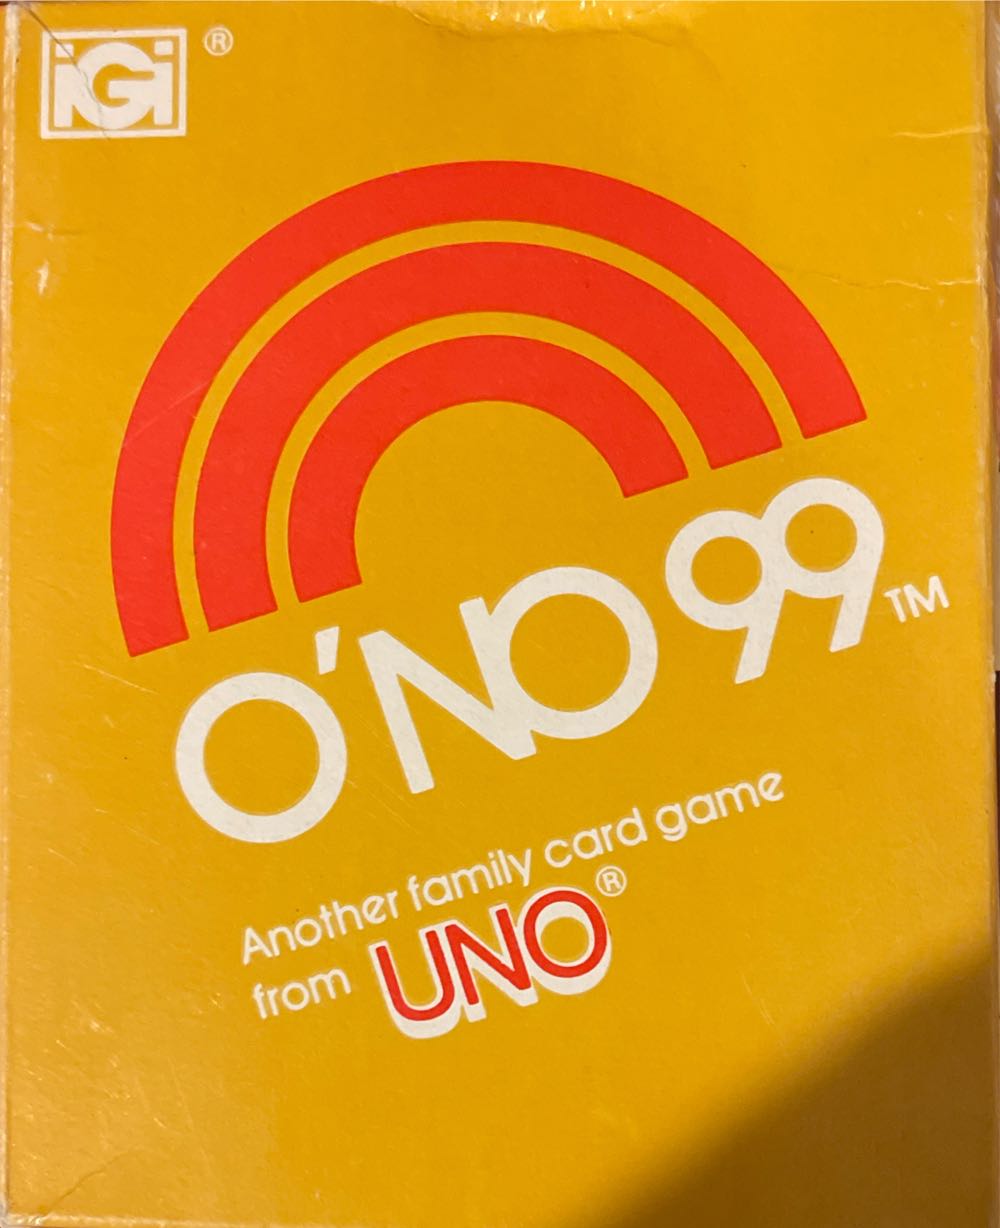 iGi ®
O'NO 99™
Another family card game
from UNO®